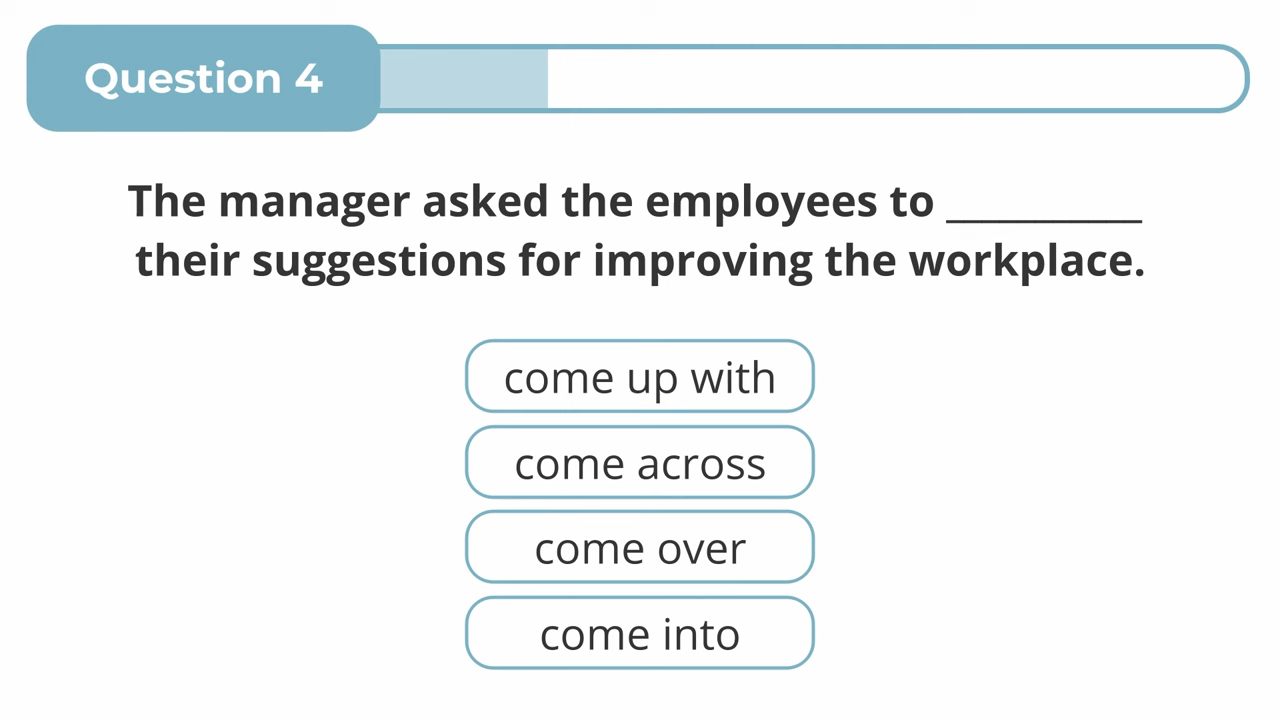 Question 4
The manager asked the employees to ___________
their suggestions for improving the workplace.
come up with
come across
come over
come into